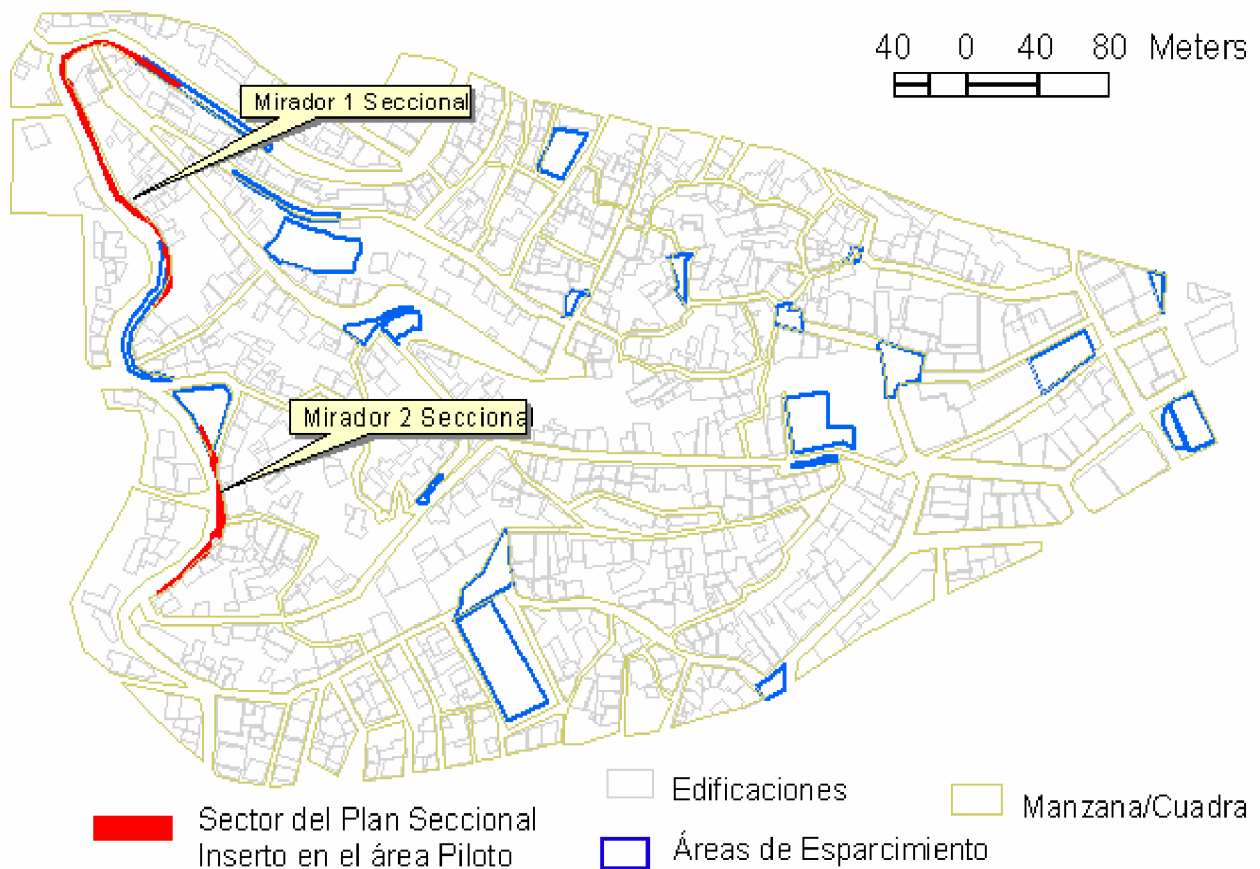 40 0 40 80 Meters
Mirador 1 Seccional
Mirador 2 Seccional
Edificaciones
Manzana/Cuadra
Sector del Plan Seccional
Inserto en el área Piloto
Áreas de Esparcimiento